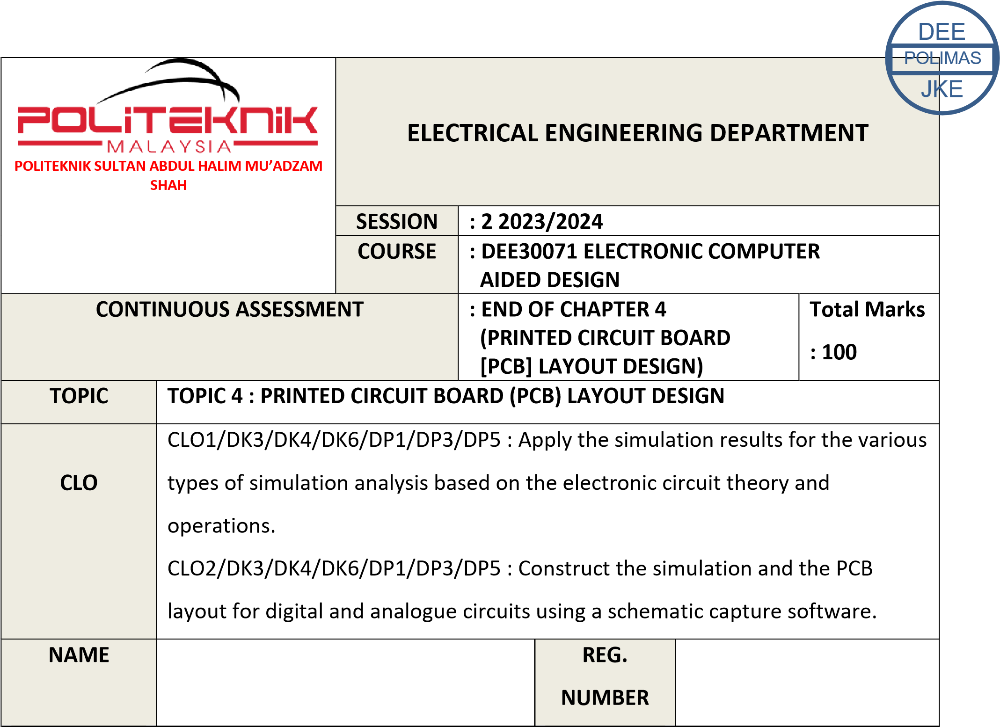 DEE
POLIMAS
JKE
POLITEKNIK
MALAYSIA
POLITEKNIK SULTAN ABDUL HALIM MU’ADZAM
SHAH
ELECTRICAL ENGINEERING DEPARTMENT
SESSION
: 2 2023/2024
COURSE
: DEE30071 ELECTRONIC COMPUTER
AIDED DESIGN
CONTINUOUS ASSESSMENT
: END OF CHAPTER 4
(PRINTED CIRCUIT BOARD
[PCB] LAYOUT DESIGN)
Total Marks
: 100
TOPIC
TOPIC 4 : PRINTED CIRCUIT BOARD (PCB) LAYOUT DESIGN
CLO
CLO1/DK3/DK4/DK6/DP1/DP3/DP5 : Apply the simulation results for the various
types of simulation analysis based on the electronic circuit theory and
operations.
CLO2/DK3/DK4/DK6/DP1/DP3/DP5 : Construct the simulation and the PCB
layout for digital and analogue circuits using a schematic capture software.
NAME
REG.
NUMBER